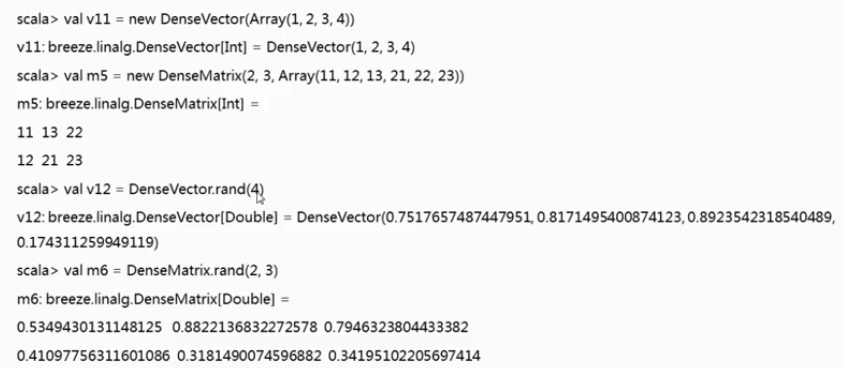 scala> val v11 = new DenseVector(Array(1, 2, 3, 4))
v11: breeze.linalg.DenseVector[Int] = DenseVector(1, 2, 3, 4)
scala> val m5 = new DenseMatrix(2, 3, Array(11, 12, 13, 21, 22, 23))
m5: breeze.linalg.DenseMatrix[Int] =
11 13 22
12 21 23
scala> val v12 = DenseVector.rand(4)
v12: breeze.linalg.DenseVector[Double] = DenseVector(0.7517657487447951, 0.8171495400874123, 0.8923542318540489,
0.174311259949119)
scala> val m6 = DenseMatrix.rand(2, 3)
m6: breeze.linalg.DenseMatrix[Double] =
0.5349430131148125 0.8822136832272578 0.7946323804433382
0.41097756311601086 0.3181490074596882 0.34195102205697414